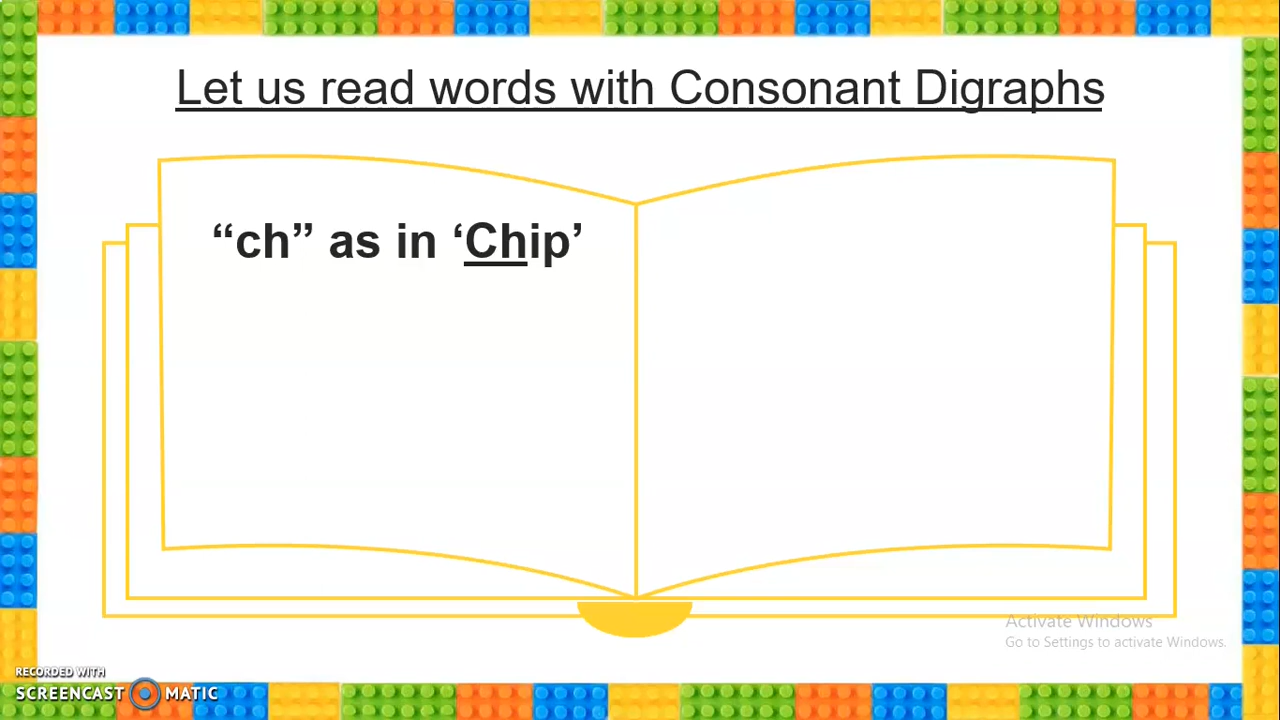 Let us read words with Consonant Digraphs
“ch” as in ‘Chip’
Activate Windows
Go to Settings to activate Windows.
RECORDED WITH
SCREENCAST MATIC